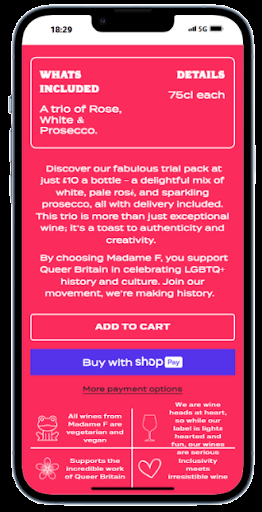 18:29
5G
WHATS INCLUDED
DETAILS
A trio of Rose,
White &
Prosecco.
75cl each
Discover our fabulous trial pack at
just £10 a bottle – a delightful mix of
white, pale rosé, and sparkling
prosecco, all with delivery included.
This trio is more than just exceptional
wine; it's a toast to authenticity and
creativity.
By choosing Madame F, you support
Queer Britain in celebrating LGBTQ+
history and culture. Join our
movement, we're making history.
ADD TO CART
Buy with shop Pay
More payment options
All wines from
Madame F are
vegetarian and
vegan
We are wine
heads at heart,
so while our
label is lights
hearted and
fun, our wines
are serious
Supports the
incredible work
of Queer Britain
Inclusivity
meets
irresistible wine